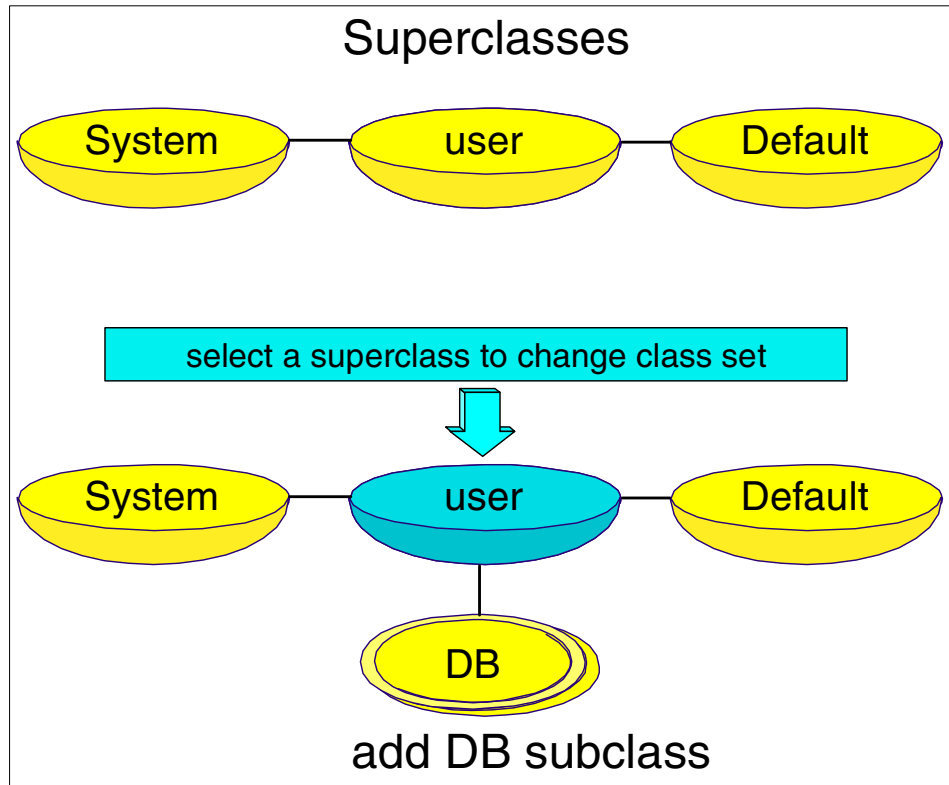 Superclasses
System user Default
select a superclass to change class set
System user Default
DB
add DB subclass